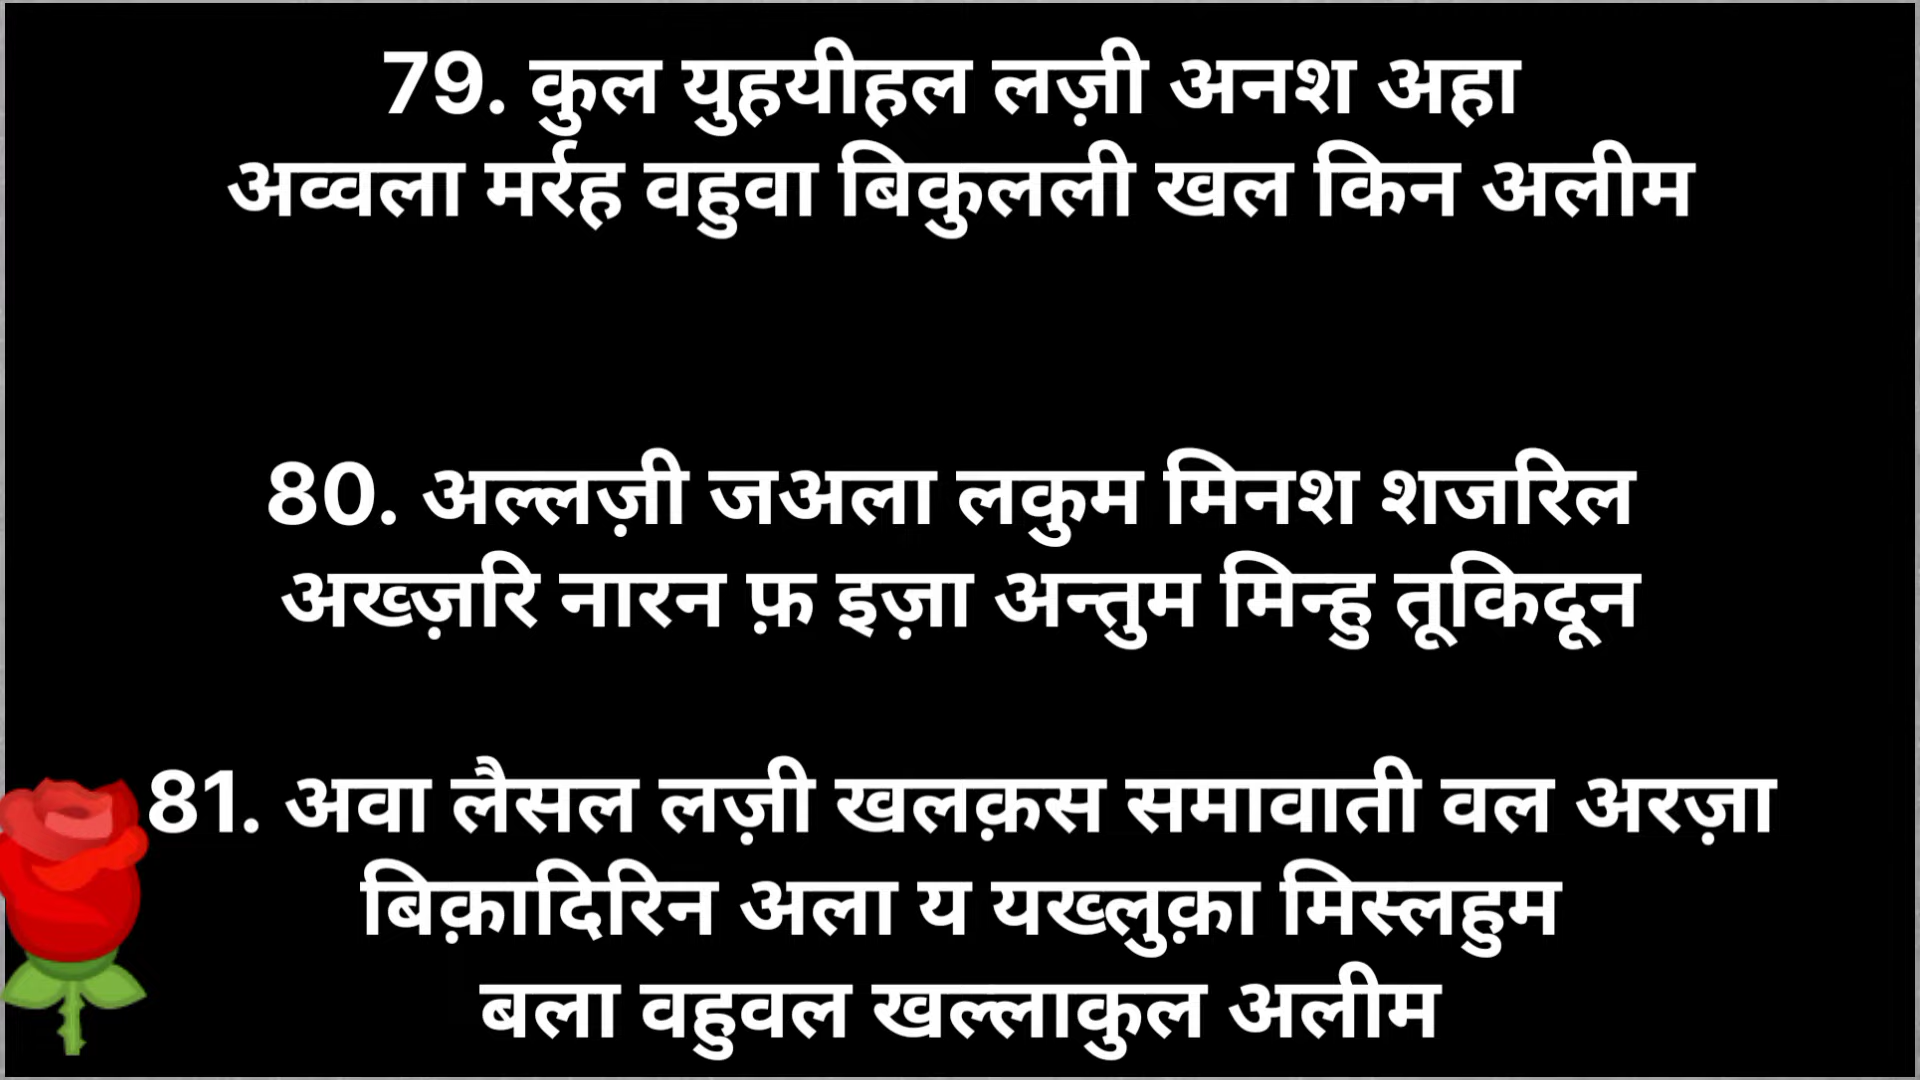 79. कुल युहयीहल लज़ी अनश अहा
अव्वला मर्रह वहुवा बिकुलली खल किन अलीम
80. अल्लज़ी जअला लकुम मिनश शजरिल
अख्ज़रि नारन फ़ इज़ा अन्तुम मिन्हु तूकिदून
81. अवा लैसल लज़ी खलक़स समावाती वल अरज़ा
बिक़ादिरिन अला य यख्लुक़ा मिस्लहुम
बला वहुवल खल्लाकुल अलीम